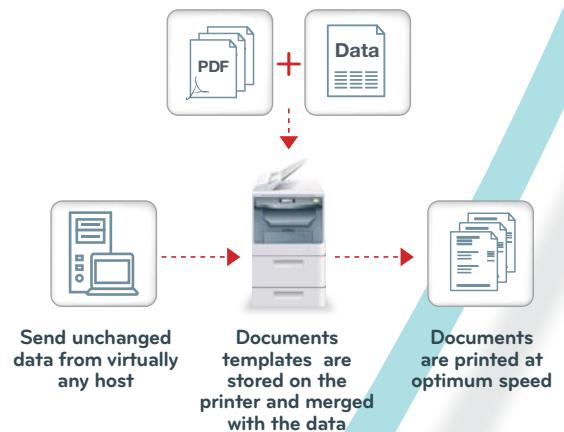 PDF
Data
Send unchanged
data from virtually
any host
Documents
templates are
stored on the
printer and merged
with the data
Documents
are printed at
optimum speed